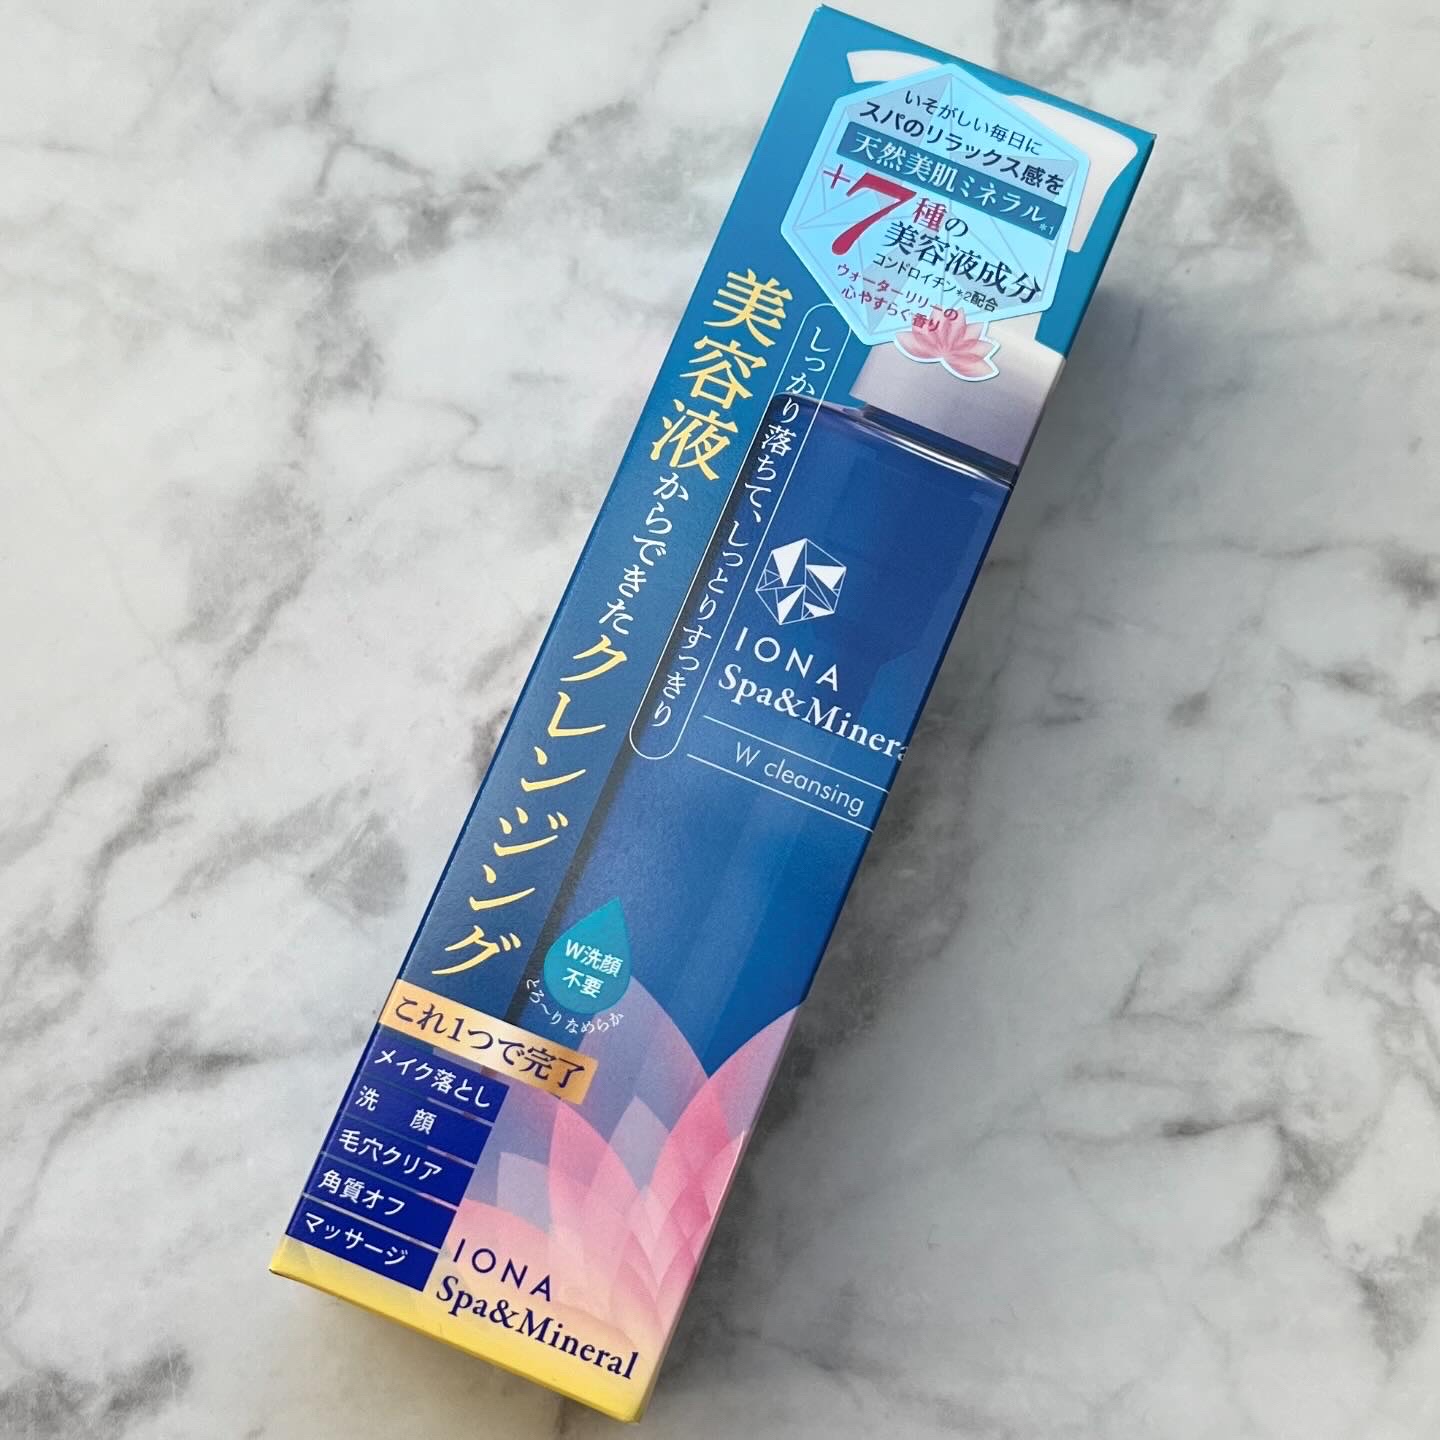 いそがしい毎日に
スパのリラックス感を
天然美肌ミネラル*1
+7種の
美容液成分
コンドロイチン*2配合
ウォーターリリーの
心やすらぐ香り
美容液からできたクレンジング
しっかり落ちて、しっとりすっきり
IONA
Spa&Minera
W cleansing
W洗顔
不要
とろ〜りなめらか
これ1つで完了
メイク落とし
洗 顔
毛穴クリア
角質オフ
マッサージ
IONA
Spa&Mineral